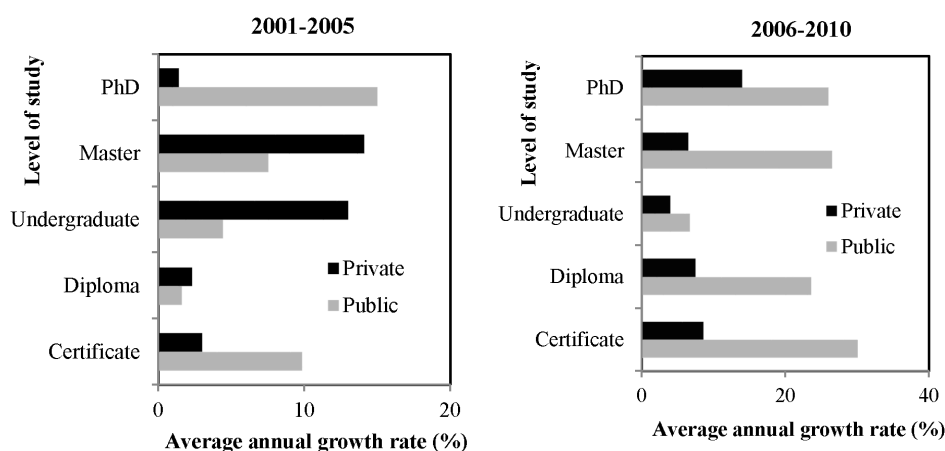 2001-2005
Level of study
PhD
Master
Undergraduate
Diploma
Certificate
Private
Public
0
10
20
Average annual growth rate (%)
2006-2010
Level of study
PhD
Master
Undergraduate
Diploma
Certificate
Private
Public
0
20
40
Average annual growth rate (%)